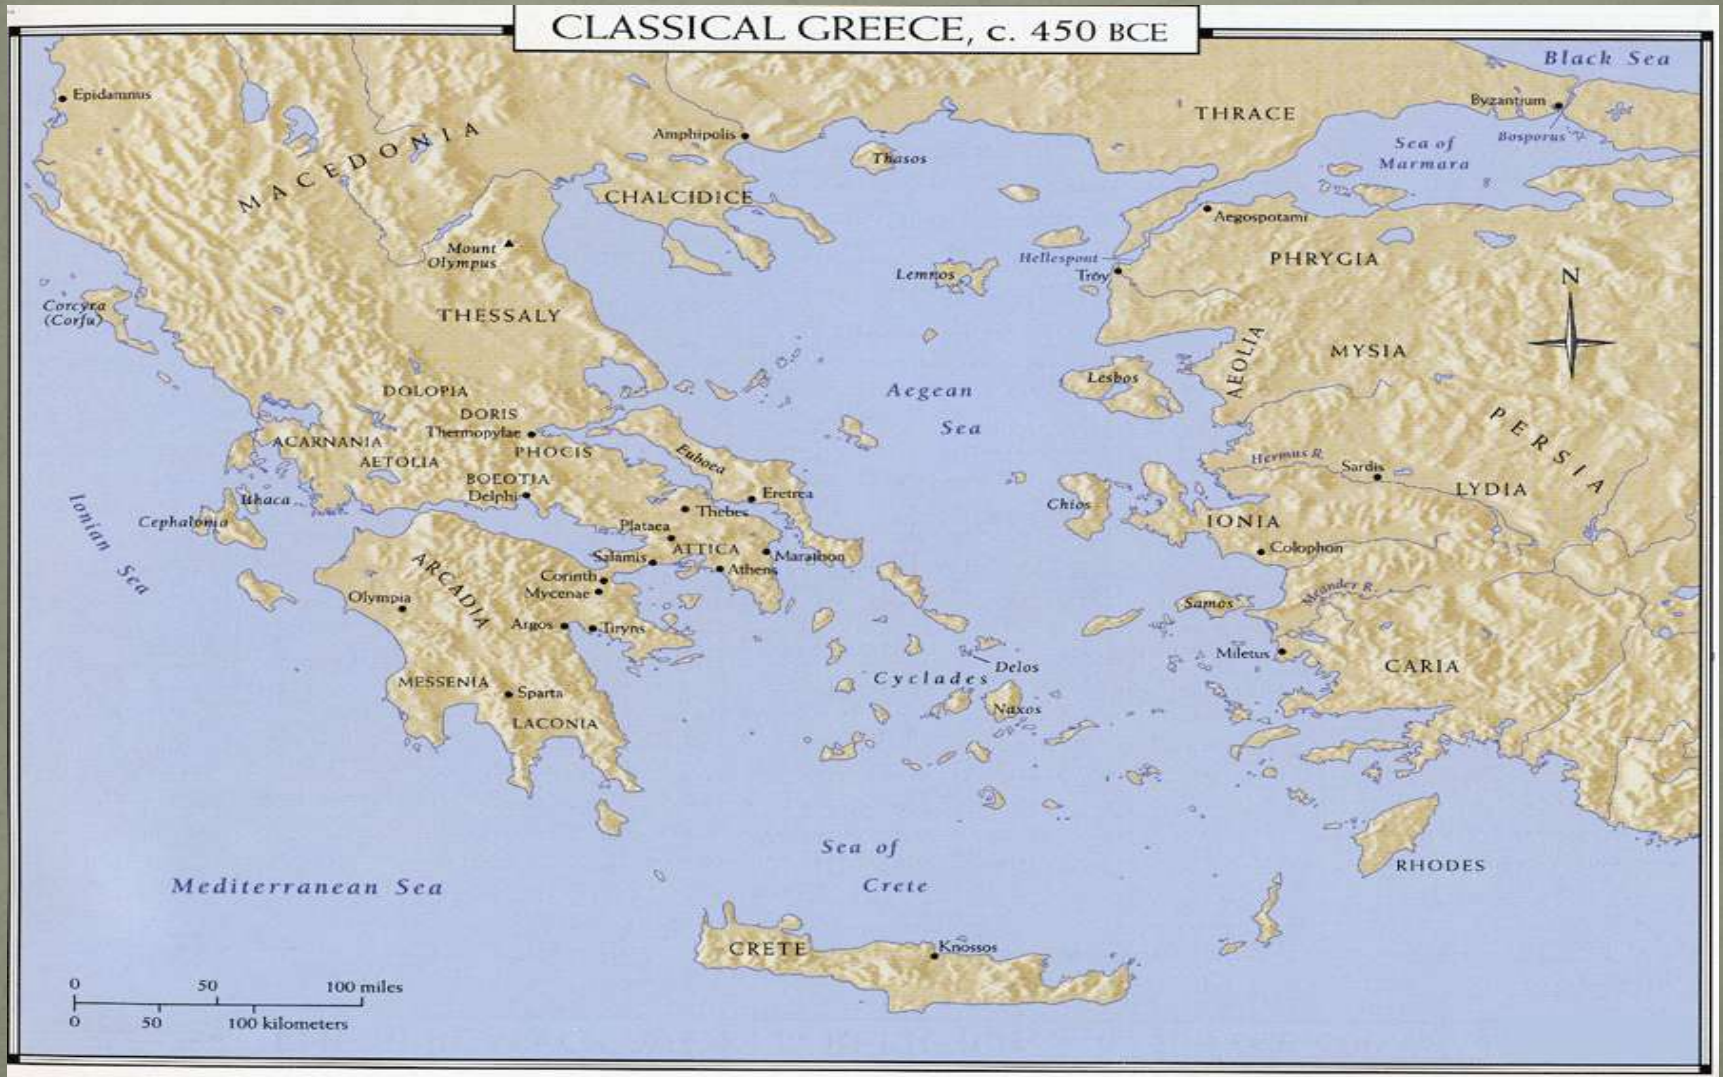 CLASSICAL GREECE, c. 450 BCE
Black Sea
Epidamnus
Byzantium
THRACE
Bosporus
MACEDONIA
Amphipolis
Sea of
Marmara
Thasos
CHALCIDICE
Aegospotami
Mount
Olympus
Hellespont
PHRYGIA
Troy
Lemnos
N
Corcyra
(Corfu)
THESSALY
AEOLIA
MYSIA
Lesbos
DOLOPIA
Aegean
Sea
DORIS
Thermopylae
PERSIA
ACARNANIA
PHOCIS
AETOLIA
Euboea
Hermus R.
Sardis
BOEOTIA
Delphi
LYDIA
Eretrea
Ithaca
Chios
Thebes
Cephalonia
Plataea
IONIA
Ionian Sea
ATTICA
Marathon
Colophon
Salamis
Athens
ARCADIA
Corinth
Mycenae
Meander R.
Olympia
Samos
Argos
Tiryns
Miletus
Delos
CARIA
Cyclades
MESSENIA
Sparta
Naxos
LACONIA
Sea of
Crete
RHODES
Mediterranean Sea
CRETE
Knossos
0 50 100 miles
0 50 100 kilometers